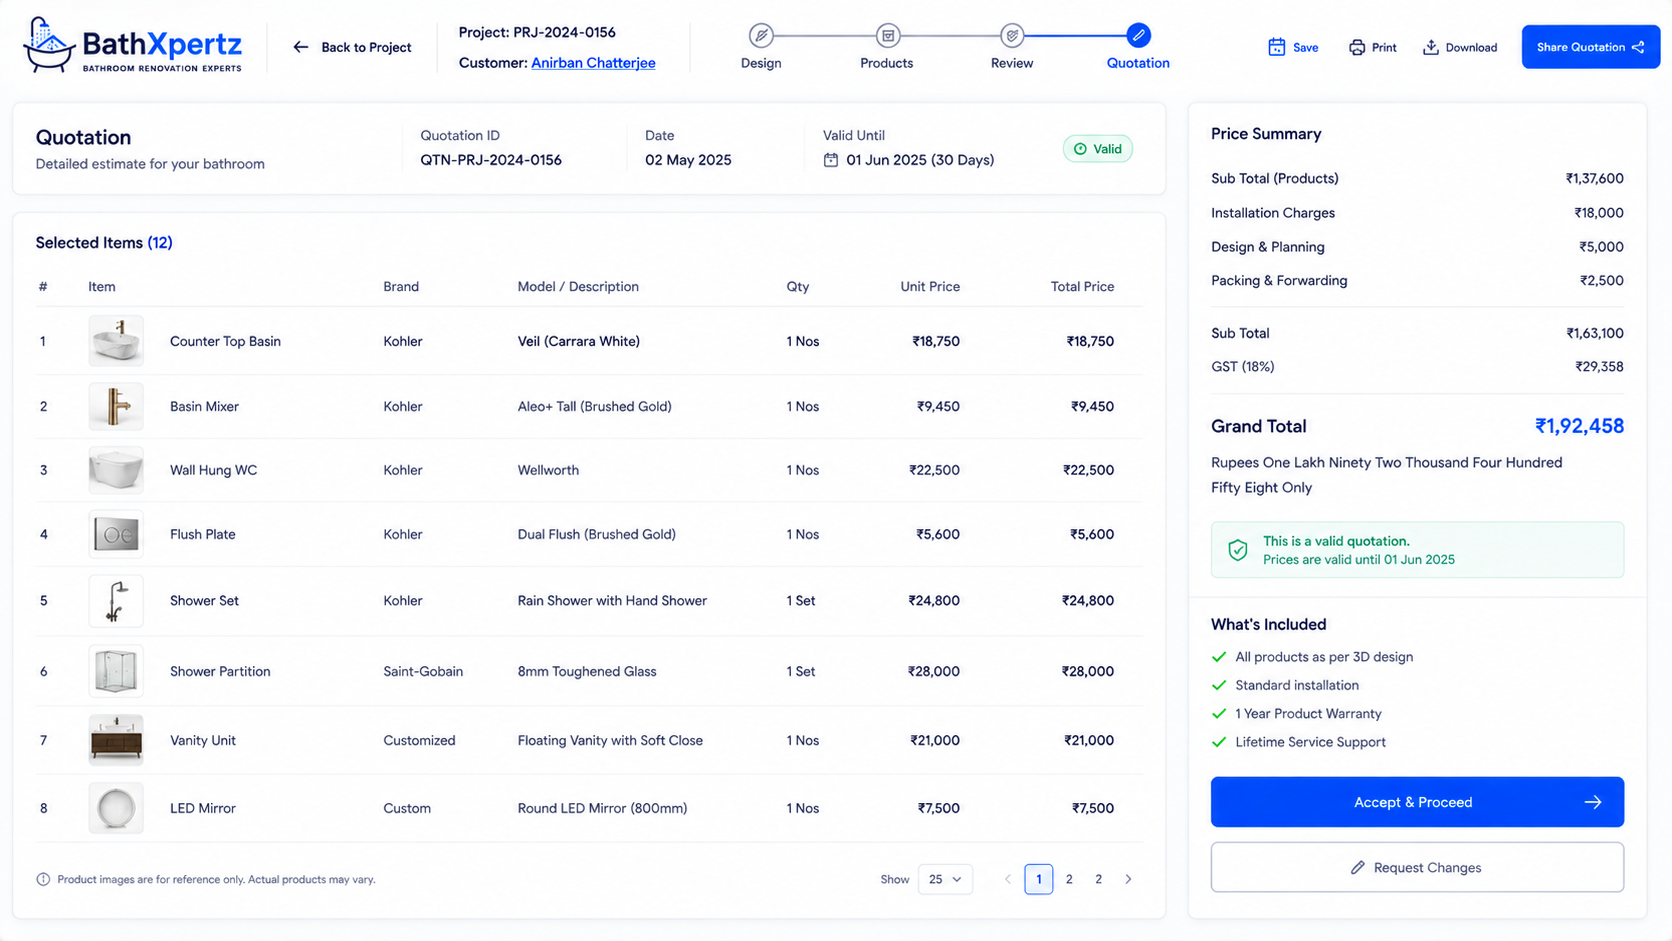 BathXpertz
BATHROOM RENOVATION EXPERTS
Back to Project
Project: PRJ-2024-0156
Customer: Anirban Chatterjee
Design
Products
Review
Quotation
Save
Print
Download
Share Quotation
Quotation
Detailed estimate for your bathroom
Quotation ID
QTN-PRJ-2024-0156
Date
02 May 2025
Valid Until
01 Jun 2025 (30 Days)
Valid
Selected Items (12)
# Item Brand Model / Description Qty Unit Price Total Price
1 Counter Top Basin Kohler Veil (Carrara White) 1 Nos ₹18,750 ₹18,750
2 Basin Mixer Kohler Aleo+ Tall (Brushed Gold) 1 Nos ₹9,450 ₹9,450
3 Wall Hung WC Kohler Wellworth 1 Nos ₹22,500 ₹22,500
4 Flush Plate Kohler Dual Flush (Brushed Gold) 1 Nos ₹5,600 ₹5,600
5 Shower Set Kohler Rain Shower with Hand Shower 1 Set ₹24,800 ₹24,800
6 Shower Partition Saint-Gobain 8mm Toughened Glass 1 Set ₹28,000 ₹28,000
7 Vanity Unit Customized Floating Vanity with Soft Close 1 Nos ₹21,000 ₹21,000
8 LED Mirror Custom Round LED Mirror (800mm) 1 Nos ₹7,500 ₹7,500
Product images are for reference only. Actual products may vary.
Show 25 1 2 2
Price Summary
Sub Total (Products) ₹1,37,600
Installation Charges ₹18,000
Design & Planning ₹5,000
Packing & Forwarding ₹2,500
Sub Total ₹1,63,100
GST (18%) ₹29,358
Grand Total ₹1,92,458
Rupees One Lakh Ninety Two Thousand Four Hundred
Fifty Eight Only
This is a valid quotation.
Prices are valid until 01 Jun 2025
What's Included
All products as per 3D design
Standard installation
1 Year Product Warranty
Lifetime Service Support
Accept & Proceed
Request Changes